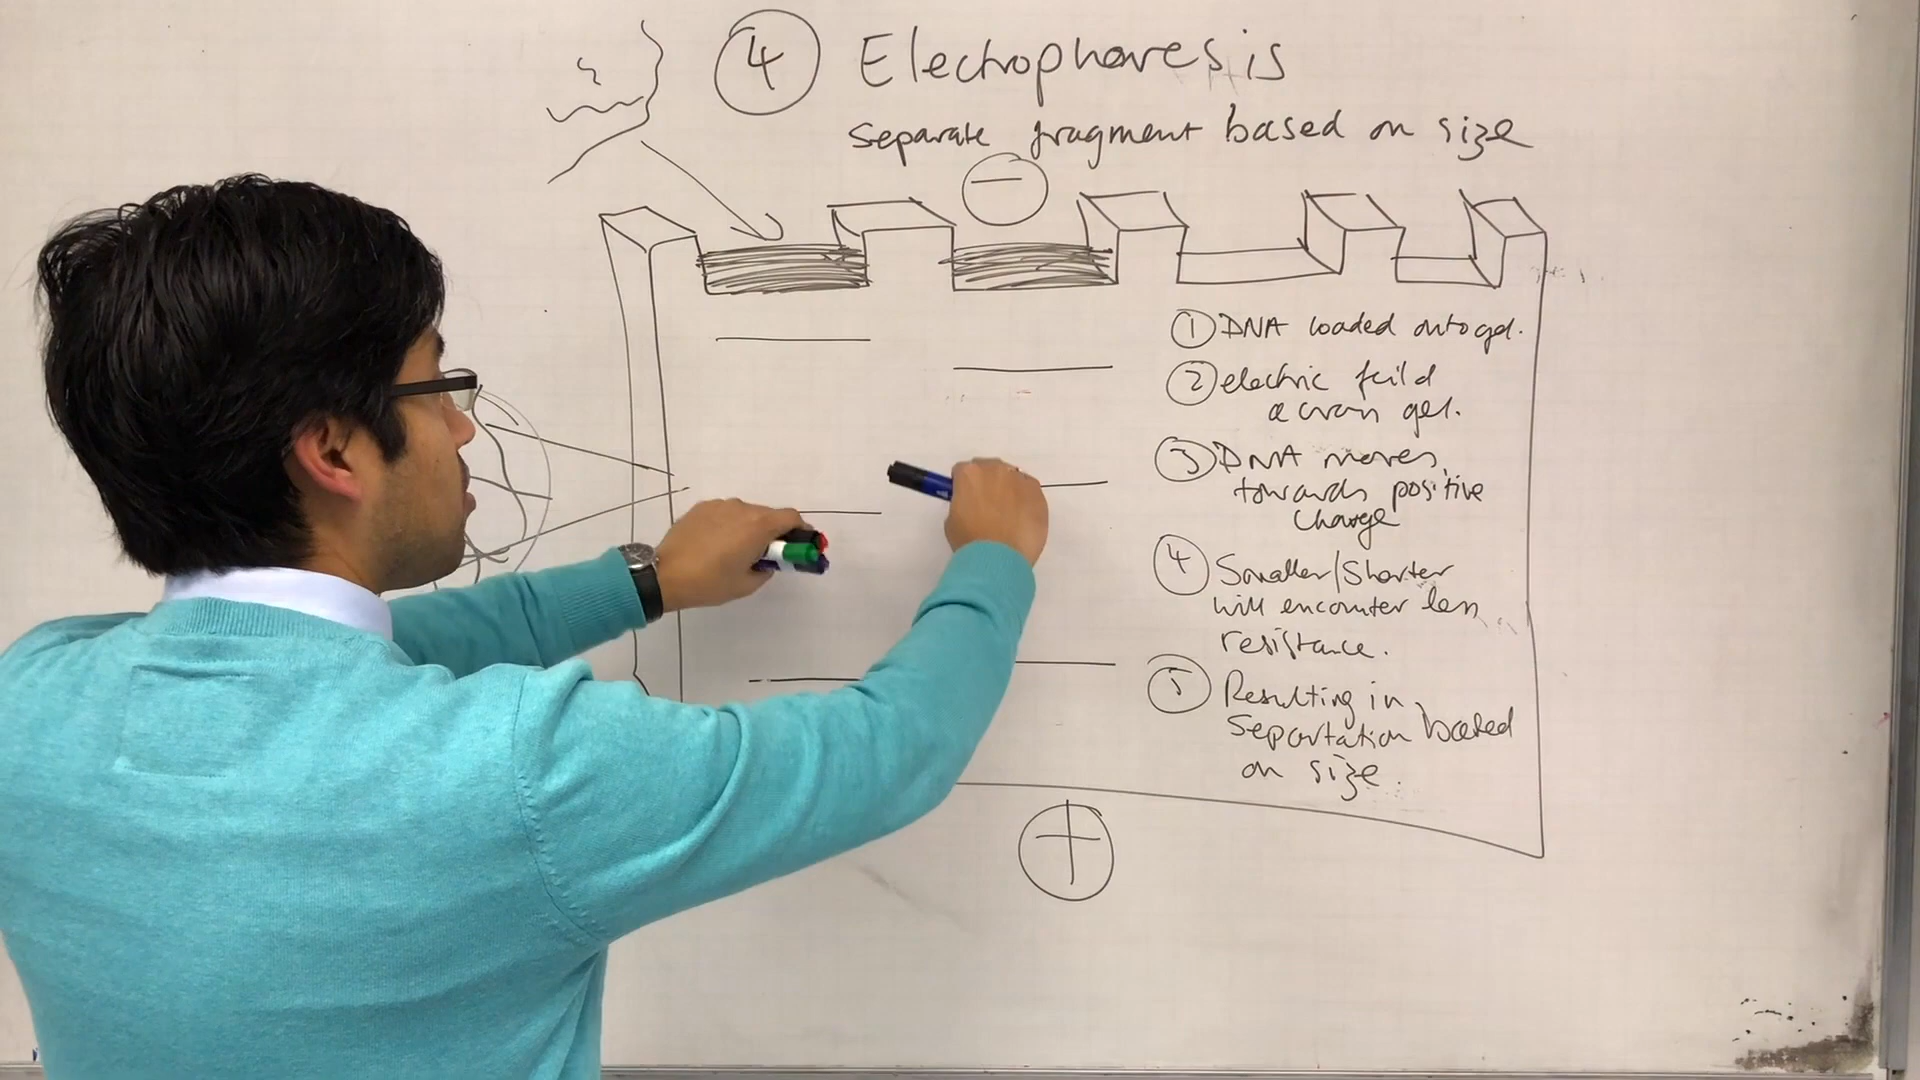 ④ Electrophoresis
separate fragment based on size
−
① DNA loaded onto gel.
② electric feild
across gel.
③ DNA moves
towards positive
charge
④ Smaller/Shorter
will encounter less
resistance.
⑤ Resulting in
separtation based
on size.
+